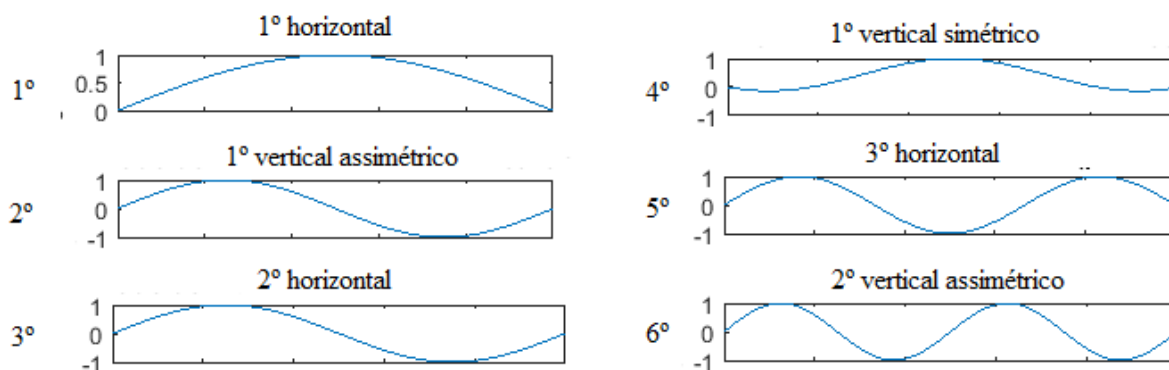 1º horizontal
1º
1
0.5
0
1º vertical assimétrico
2º
1
0
-1
2º horizontal
3º
1
0
-1
1º vertical simétrico
4º
1
0
-1
3º horizontal
5º
1
0
-1
2º vertical assimétrico
6º
1
0
-1